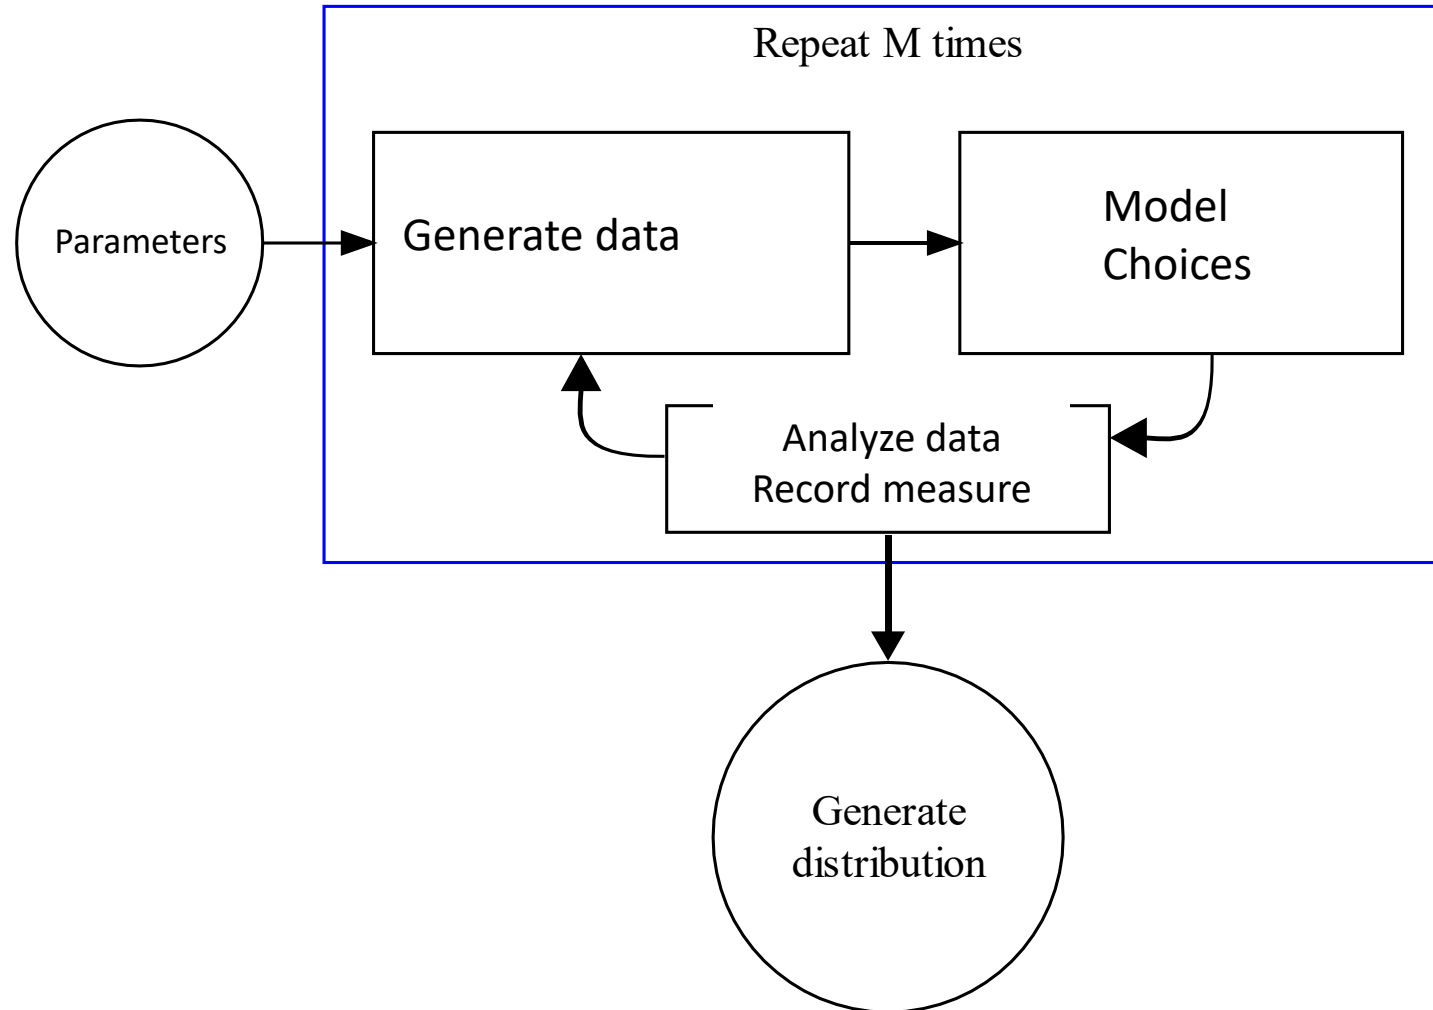 Repeat M times
Parameters
Generate data
Model
Choices
Analyze data
Record measure
Generate
distribution